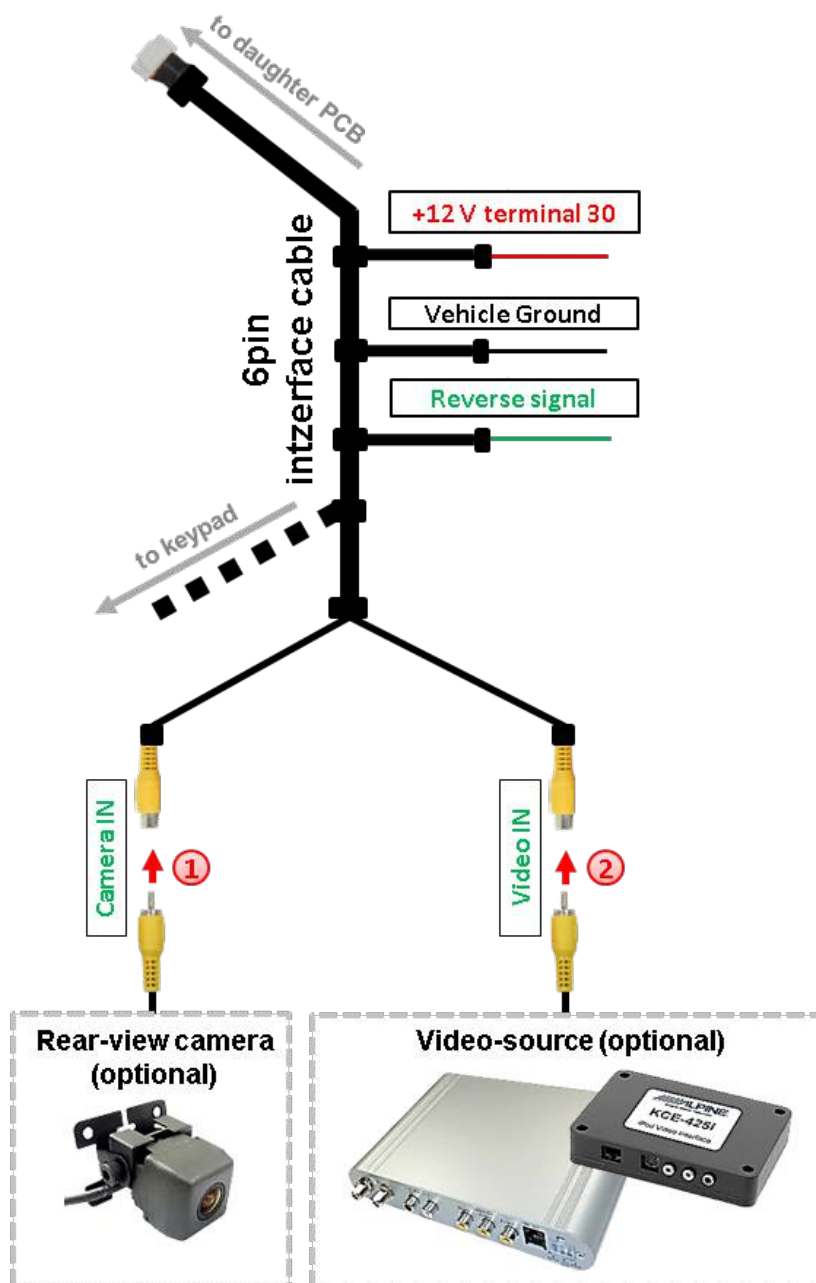 to daughter PCB
+12 V terminal 30
Vehicle Ground
Reverse signal
6pin
intzerface cable
to keypad
Camera IN
1
Video IN
2
Rear-view camera
(optional)
Video-source (optional)
ALPINE
KCE-425i
iPod Video Interface